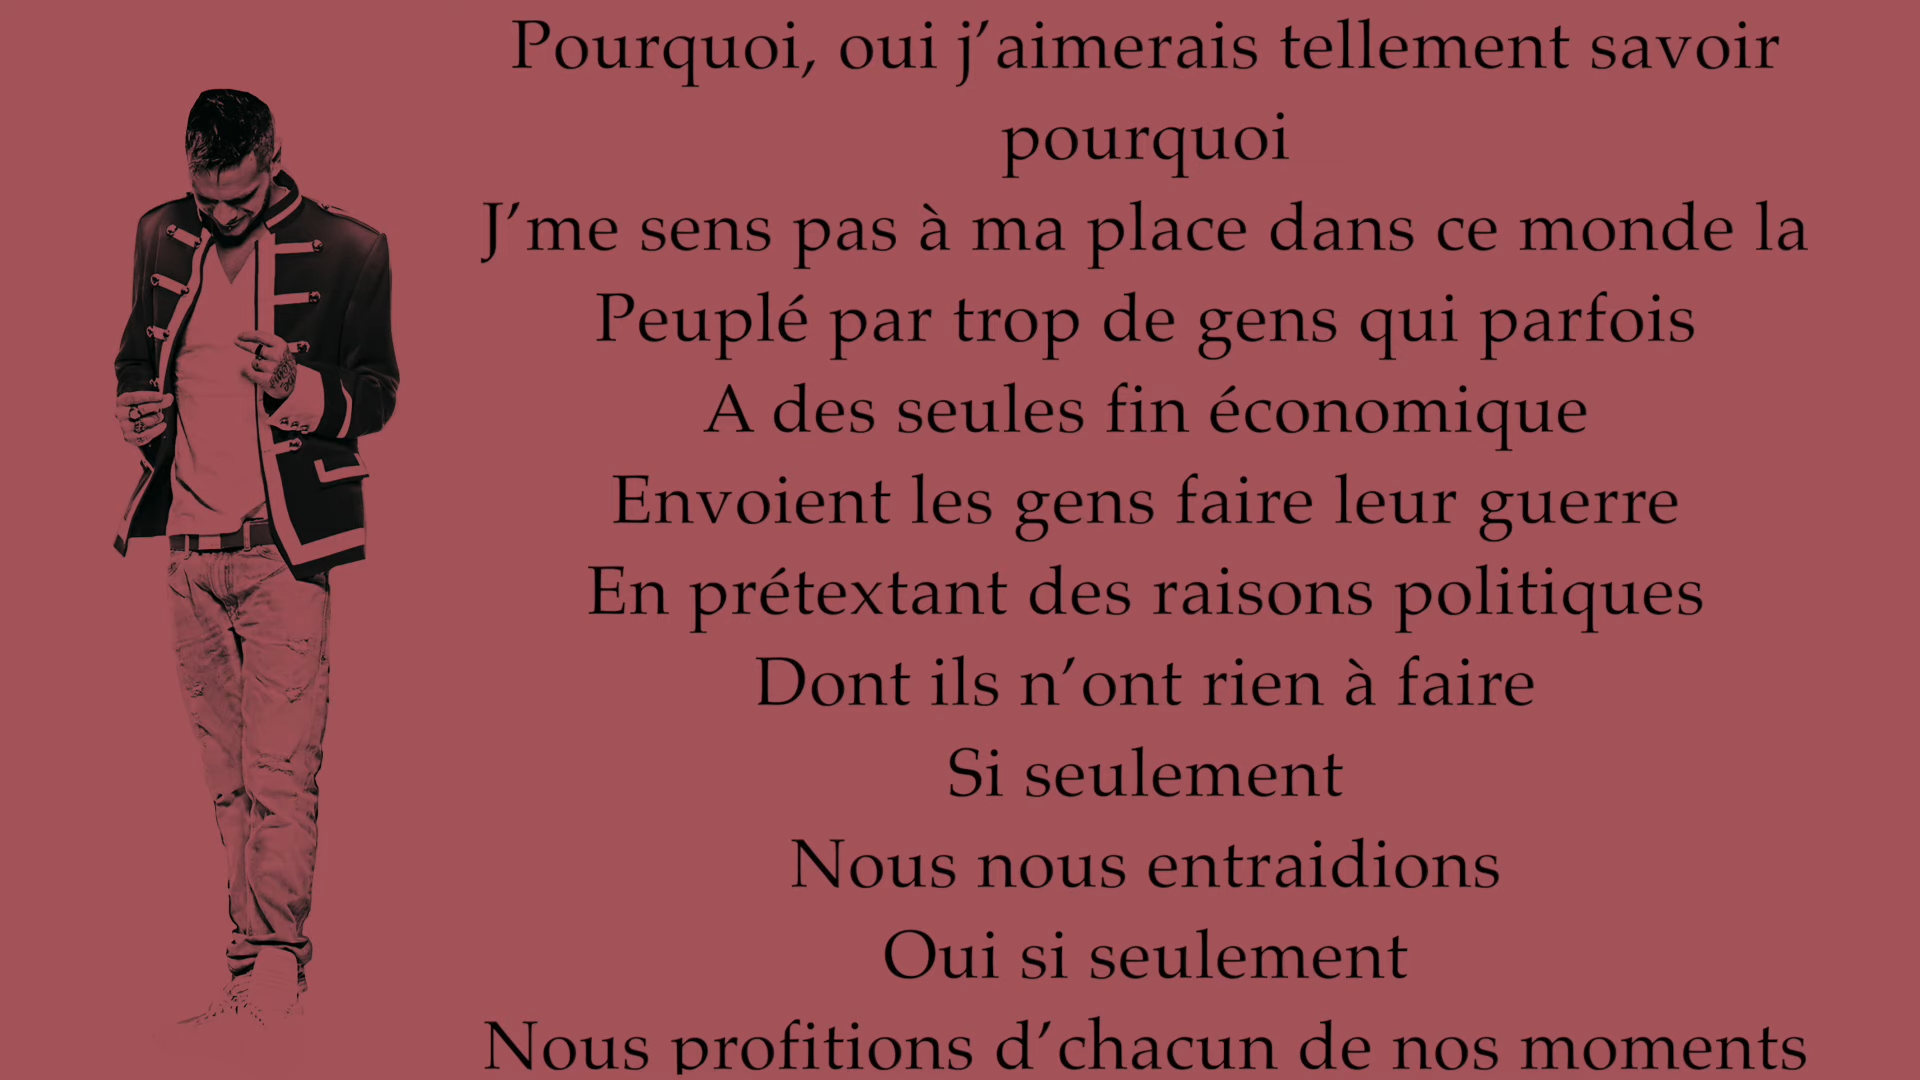 Pourquoi, oui j’aimerais tellement savoir
pourquoi
J’me sens pas à ma place dans ce monde la
Peuplé par trop de gens qui parfois
A des seules fin économique
Envoient les gens faire leur guerre
En prétextant des raisons politiques
Dont ils n’ont rien à faire
Si seulement
Nous nous entraidions
Oui si seulement
Nous profitions d’chacun de nos moments